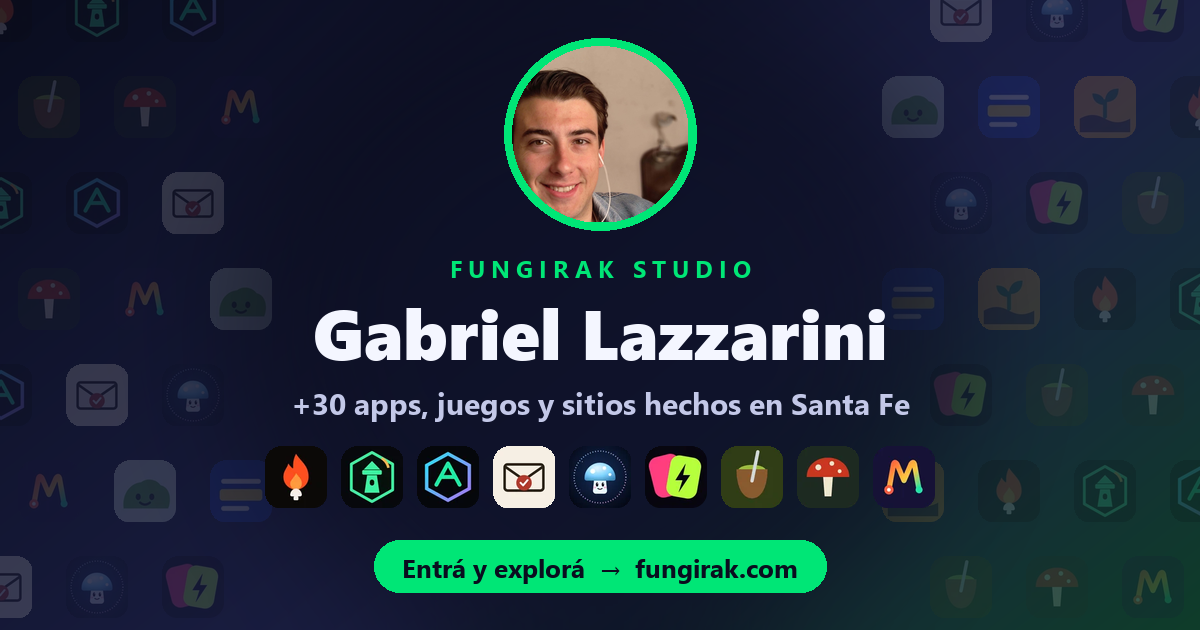 FUNGIRAK STUDIO
Gabriel Lazzarini
+30 apps, juegos y sitios hechos en Santa Fe
Entrá y explorá → fungirak.com